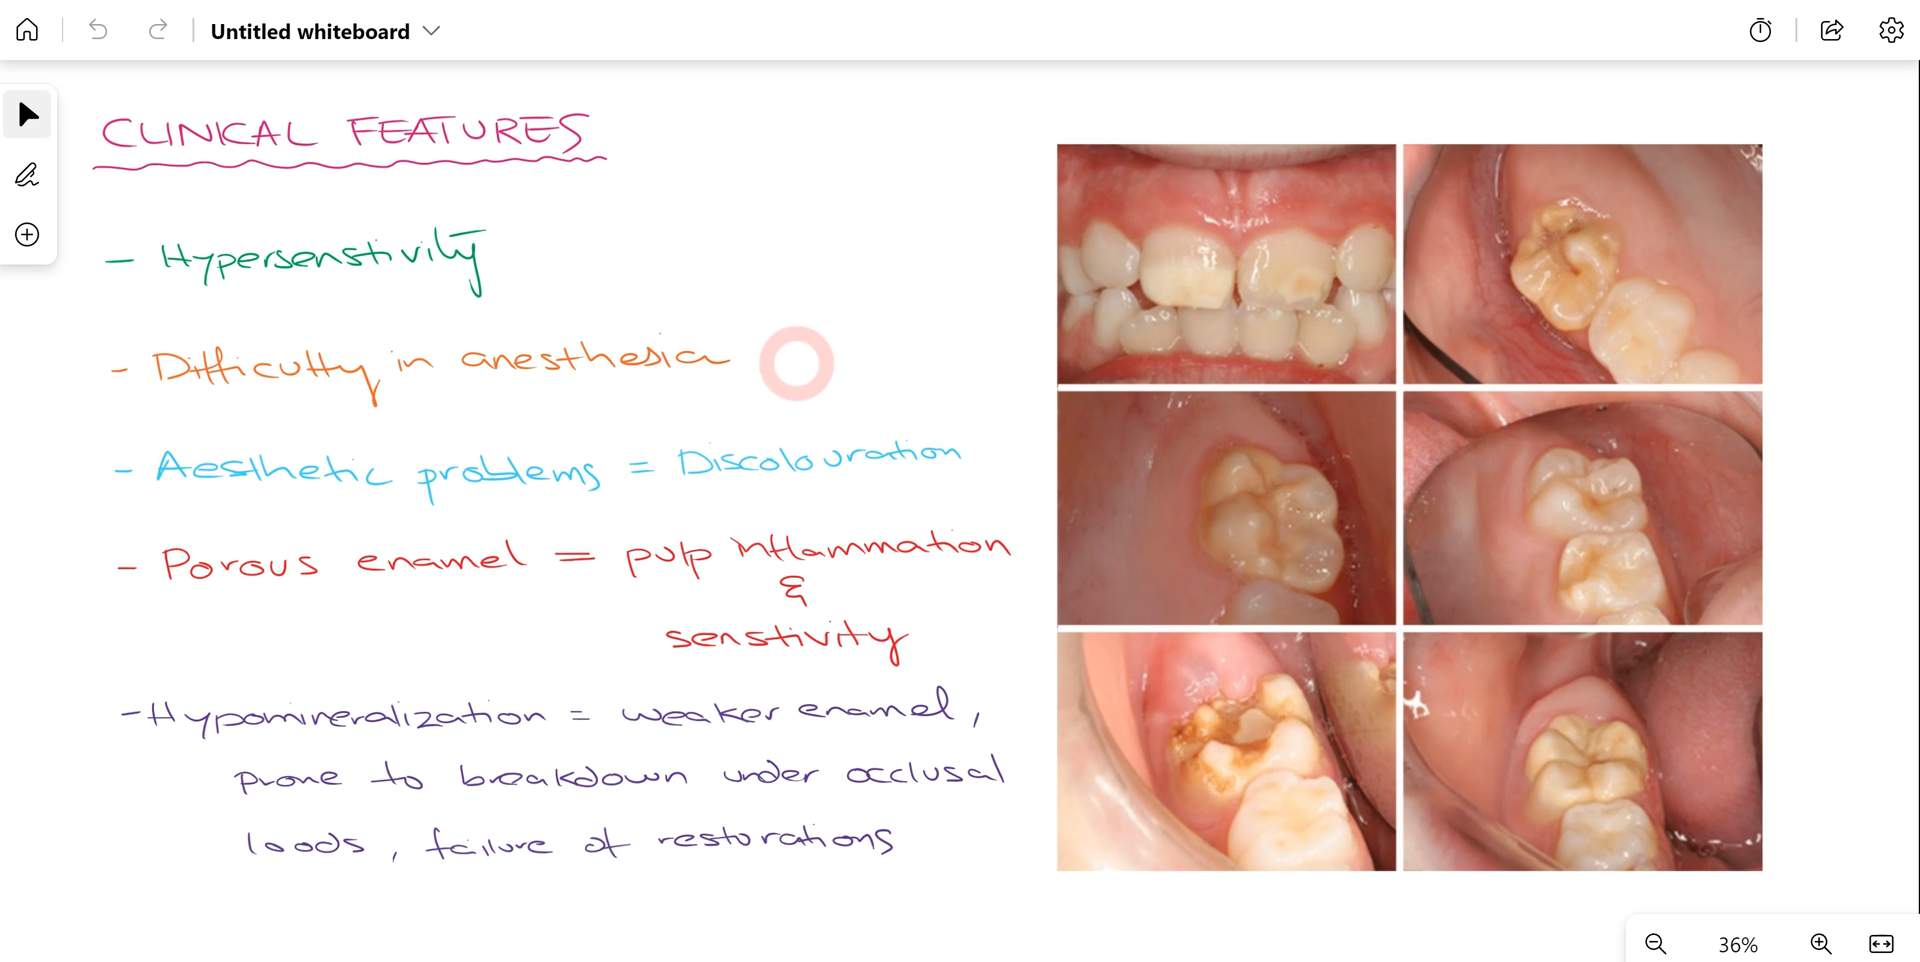 Untitled whiteboard
CLINICAL FEATURES
- Hypersenstivity
- Difficulty in anesthesia
- Aesthetic problems = Discolouration
- Porous enamel = pulp inflammation
&
senstivity
- Hypomineralization = weaker enamel,
prone to breakdown under occlusal
loads, failure of restorations
36%